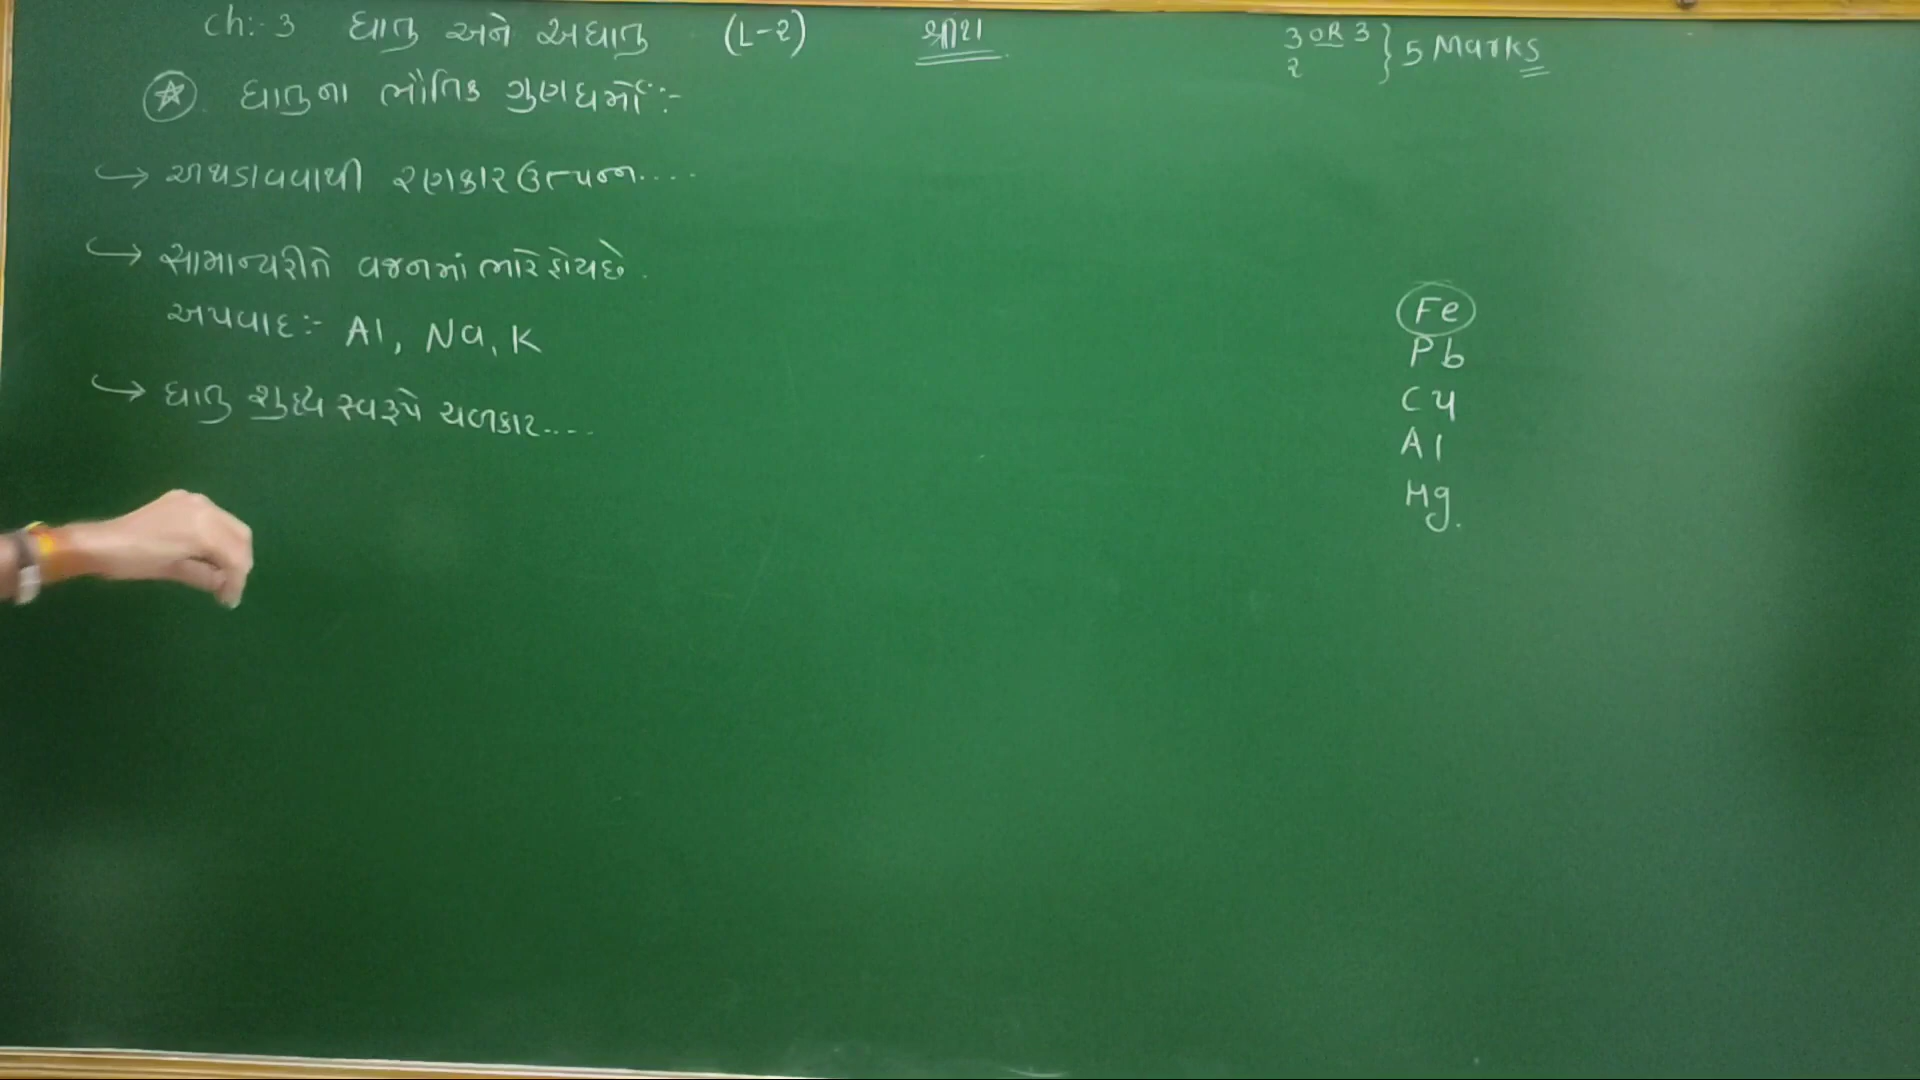 Ch:- 3 ધાતુ અને અધાતુ (L-2) શ્રીશ
3 OR 3 } 5 Marks
2
ધાતુના ભૌતિક ગુણધર્મો :-
→ અથડાવવાથી રણકાર ઉત્પન્ન....
→ સામાન્યરીતે વજનમાં ભારે હોય છે.
અપવાદ :- Al, Na, K
→ ધાતુ શુદ્ધ સ્વરૂપે ચળકાટ....
Fe
Pb
Cu
Al
Hg.